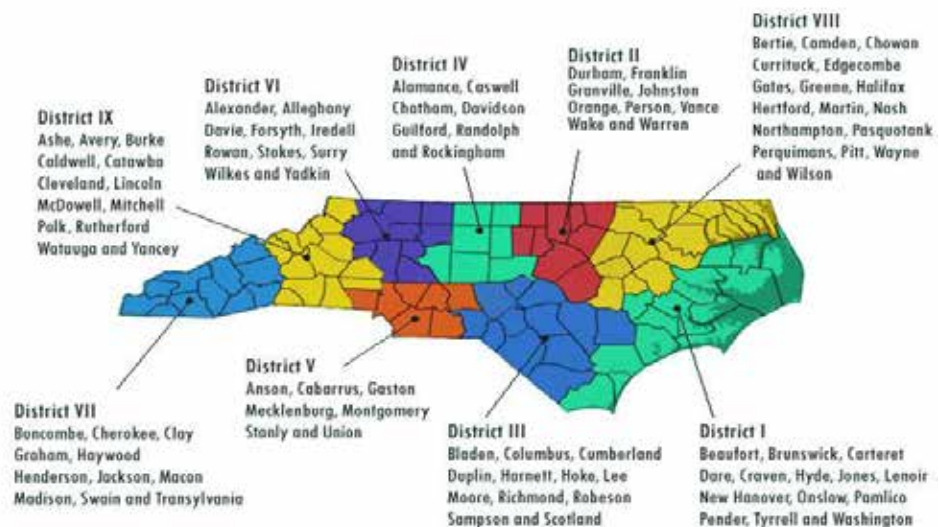 District VIII
Bertie, Camden, Chowan
Currituck, Edgecombe
Gates, Greene, Halifax
Hertford, Martin, Nash
Northampton, Pasquotank
Perquimans, Pitt, Wayne
and Wilson
District II
Durham, Franklin
Granville, Johnston
Orange, Person, Vance
Wake and Warren
District IV
Alamance, Caswell
Chatham, Davidson
Guilford, Randolph
and Rockingham
District VI
Alexander, Alleghany
Davie, Forsyth, Iredell
Rowan, Stokes, Surry
Wilkes and Yadkin
District IX
Ashe, Avery, Burke
Caldwell, Catawba
Cleveland, Lincoln
McDowell, Mitchell
Polk, Rutherford
Watauga and Yancey
District V
Anson, Cabarrus, Gaston
Mecklenburg, Montgomery
Stanly and Union
District VII
Buncombe, Cherokee, Clay
Graham, Haywood
Henderson, Jackson, Macon
Madison, Swain and Transylvania
District III
Bladen, Columbus, Cumberland
Duplin, Harnett, Hoke, Lee
Moore, Richmond, Robeson
Sampson and Scotland
District I
Beaufort, Brunswick, Carteret
Dare, Craven, Hyde, Jones, Lenoir
New Hanover, Onslow, Pamlico
Pender, Tyrrell and Washington